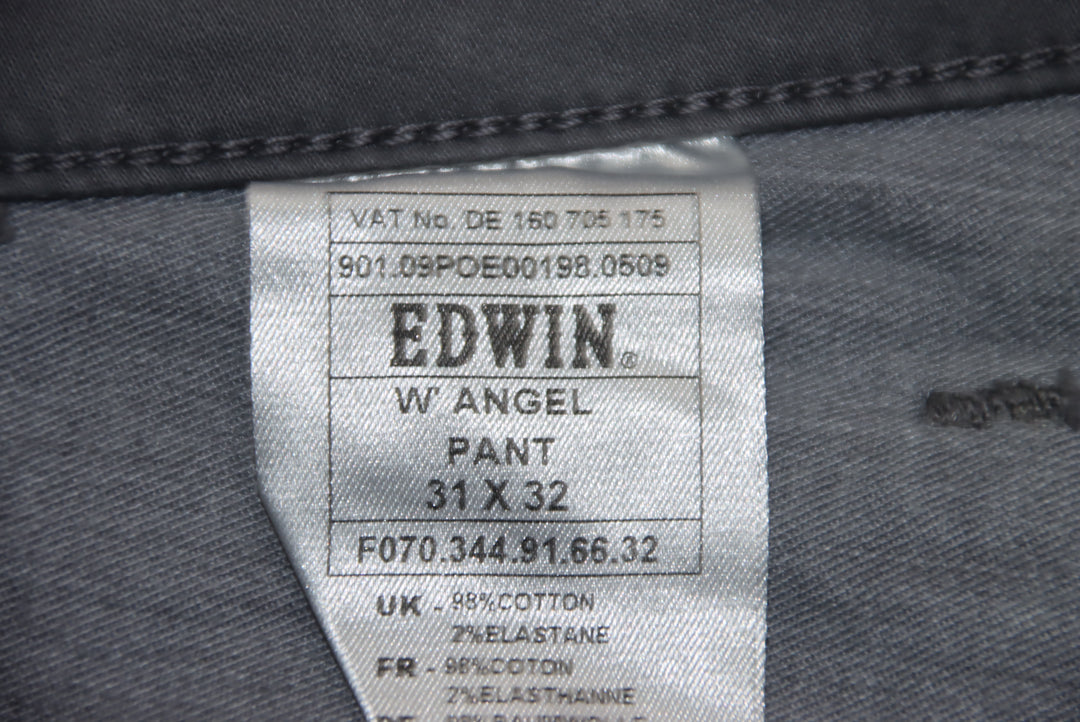 VAT No. DE 160 705 175
901.09POE00198.0509
EDWIN®
W' ANGEL
PANT
31 X 32
F070.344.91.66.32
UK - 98%COTTON
2%ELASTANE
FR - 98%COTON
2%ELASTHANNE